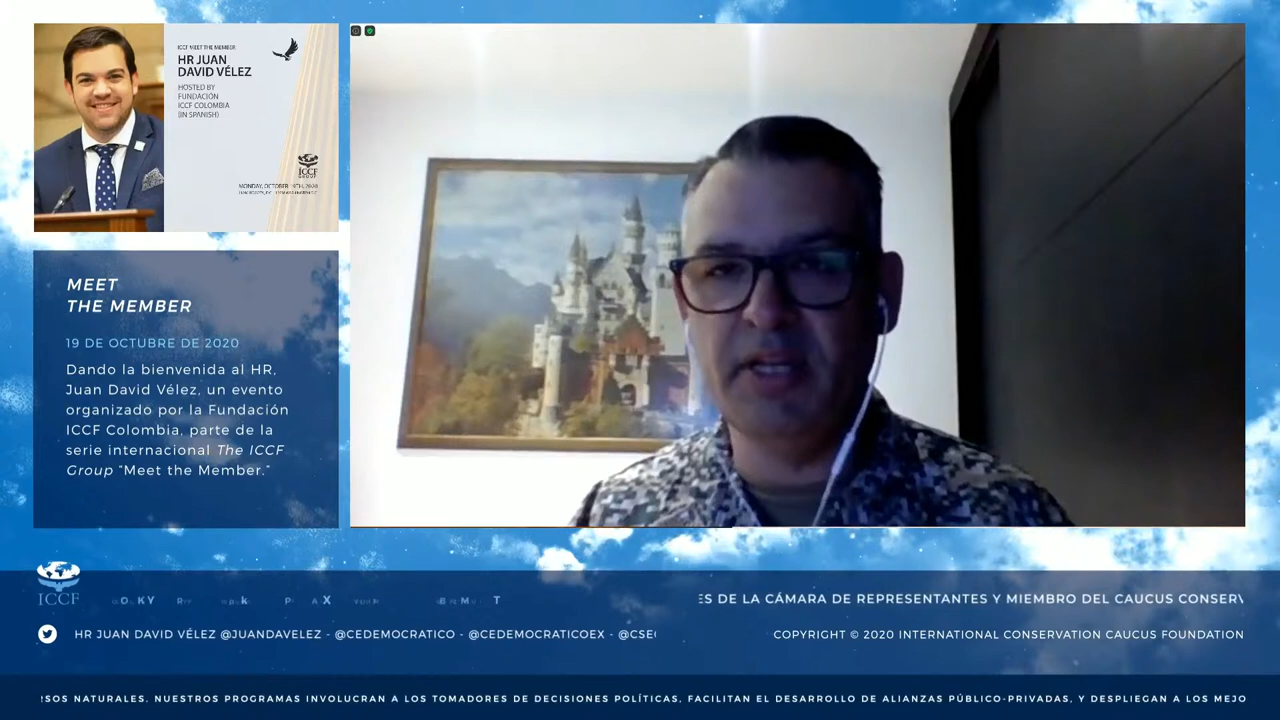 ICCF MEET THE MEMBER
HR JUAN
DAVID VÉLEZ
HOSTED BY
FUNDACIÓN
ICCF COLOMBIA
(IN SPANISH)
ICCF
GROUP
MONDAY, OCTOBER 19TH, 2020
MEET
THE MEMBER
19 DE OCTUBRE DE 2020
Dando la bienvenida al HR,
Juan David Vélez, un evento
organizado por la Fundación
ICCF Colombia, parte de la
serie internacional The ICCF
Group "Meet the Member."
ICCF
ES DE LA CÁMARA DE REPRESENTANTES Y MIEMBRO DEL CAUCUS CONSERV
HR JUAN DAVID VÉLEZ @JUANDAVELEZ - @CEDEMOCRATICO - @CEDEMOCRATICOEX - @CSE
COPYRIGHT © 2020 INTERNATIONAL CONSERVATION CAUCUS FOUNDATION
SOS NATURALES. NUESTROS PROGRAMAS INVOLUCRAN A LOS TOMADORES DE DECISIONES POLÍTICAS, FACILITAN EL DESARROLLO DE ALIANZAS PÚBLICO-PRIVADAS, Y DESPLIEGAN A LOS MEJO